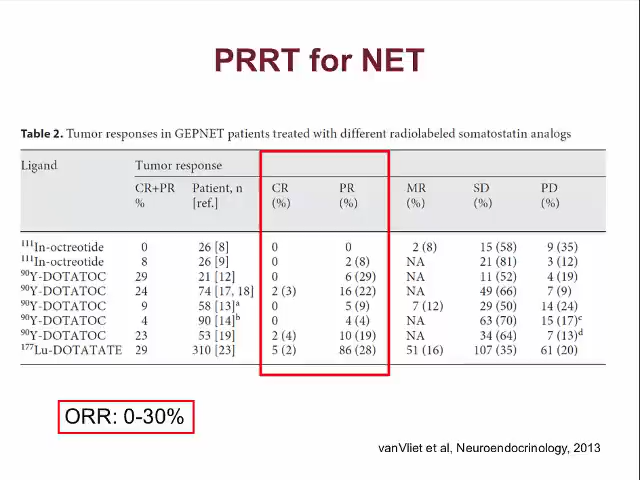 PRRT for NET
Table 2. Tumor responses in GEPNET patients treated with different radiolabeled somatostatin analogs
Ligand Tumor response
CR+PR % Patient, n [ref.] CR (%) PR (%) MR (%) SD (%) PD (%)
111In-octreotide 0 26 [8] 0 0 2 (8) 15 (58) 9 (35)
111In-octreotide 8 26 [9] 0 2 (8) NA 21 (81) 3 (12)
90Y-DOTATOC 29 21 [12] 0 6 (29) NA 11 (52) 4 (19)
90Y-DOTATOC 24 74 [17, 18] 2 (3) 16 (22) NA 49 (66) 7 (9)
90Y-DOTATOC 9 58 [13]a 0 5 (9) 7 (12) 29 (50) 14 (24)
90Y-DOTATOC 4 90 [14]b 0 4 (4) NA 63 (70) 15 (17)c
90Y-DOTATOC 23 53 [19] 2 (4) 10 (19) NA 34 (64) 7 (13)d
177Lu-DOTATATE 29 310 [23] 5 (2) 86 (28) 51 (16) 107 (35) 61 (20)
ORR: 0-30%
vanVliet et al, Neuroendocrinology, 2013